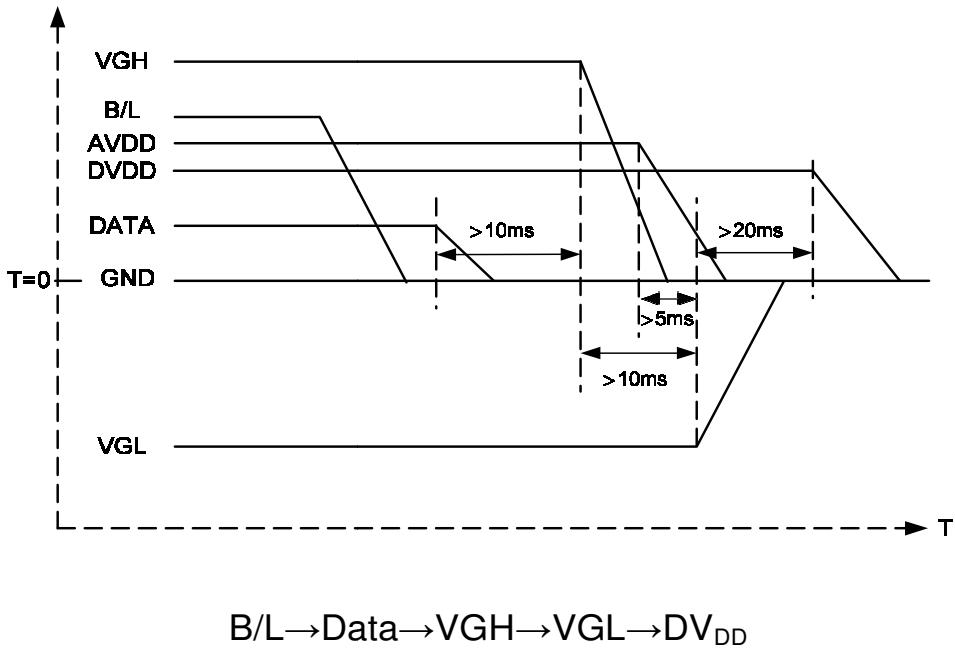 T
VGH
B/L
AVDD
DVDD
DATA
>10ms
>20ms
T=0
GND
>5ms
>10ms
VGL
T
B/L→Data→VGH→VGL→DVDD